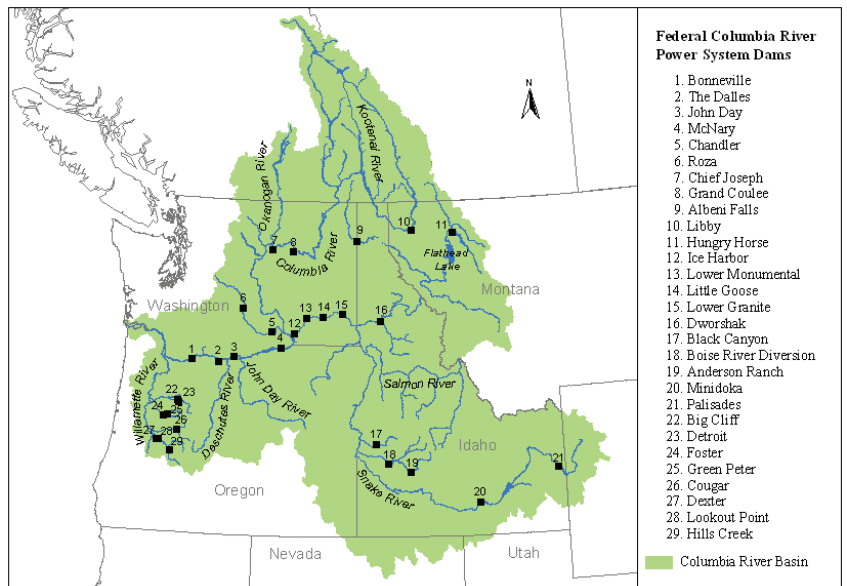 Federal Columbia River
Power System Dams
1. Bonneville
2. The Dalles
3. John Day
4. McNary
5. Chandler
6. Roza
7. Chief Joseph
8. Grand Coulee
9. Albeni Falls
10. Libby
11. Hungry Horse
12. Ice Harbor
13. Lower Monumental
14. Little Goose
15. Lower Granite
16. Dworshak
17. Black Canyon
18. Boise River Diversion
19. Anderson Ranch
20. Minidoka
21. Palisades
22. Big Cliff
23. Detroit
24. Foster
25. Green Peter
26. Cougar
27. Dexter
28. Lookout Point
29. Hills Creek
Columbia River Basin
N
Kootenai River
Okanogan River
10
11
9
7
8
Flathead
Lake
Columbia River
Montana
Washington
6
13
14
15
16
5
12
4
3
2
1
Willamette River
Deschutes River
John Day River
Salmon River
22
23
24
25
26
27
28
29
17
Idaho
18
19
21
Snake River
20
Oregon
Nevada
Utah